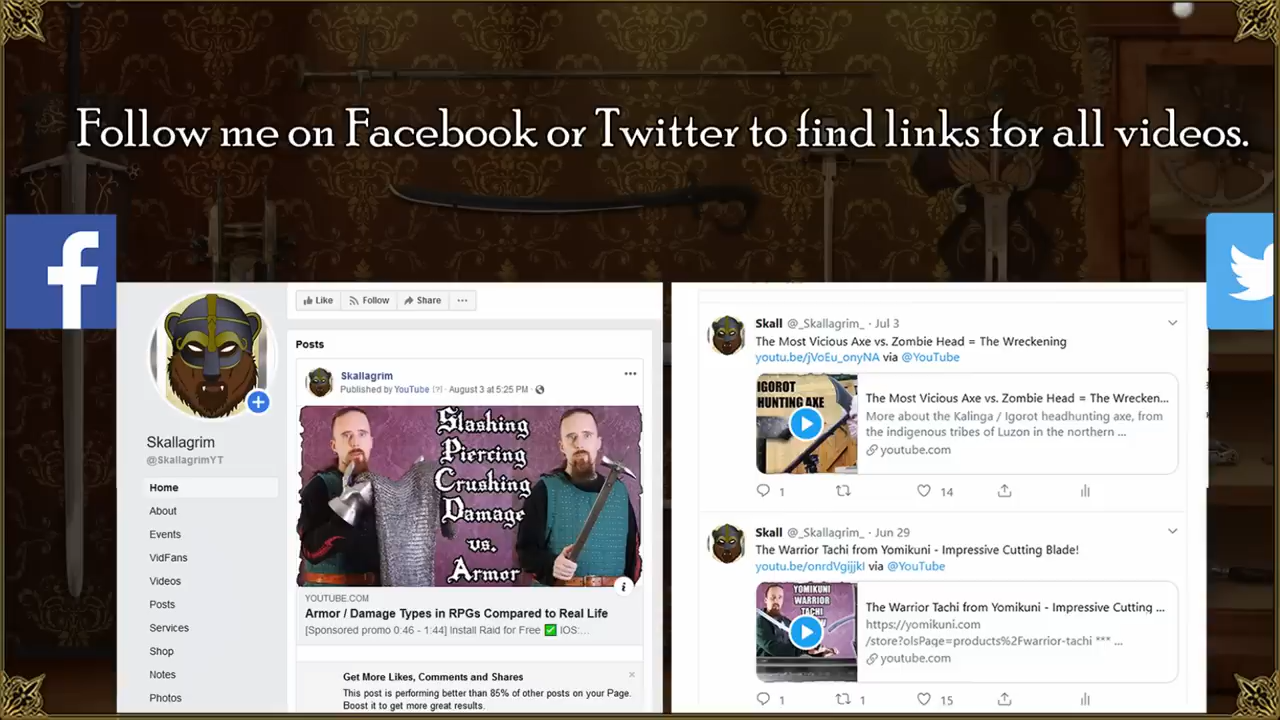 Follow me on Facebook or Twitter to find links for all videos.
Like
Follow
Share
Skallagrim
@SkallagrimYT
Home
About
Events
VidFans
Videos
Posts
Services
Shop
Notes
Photos
Posts
Skallagrim
Published by YouTube [?] · August 3 at 5:25 PM ·
Slashing
Piercing
Crushing
Damage
vs.
Armor
YOUTUBE.COM
Armor / Damage Types in RPGs Compared to Real Life
[Sponsored promo 0:46 - 1:44] Install Raid for Free ✅ IOS:...
Get More Likes, Comments and Shares
This post is performing better than 85% of other posts on your Page.
Boost it to get more great results.
Skall @_Skallagrim_ · Jul 3
The Most Vicious Axe vs. Zombie Head = The Wreckening
youtu.be/jVoEu_onyNA via @YouTube
IGOROT
HUNTING AXE
The Most Vicious Axe vs. Zombie Head = The Wrecken...
More about the Kalinga / Igorot headhunting axe, from
the indigenous tribes of Luzon in the northern ...
youtube.com
1
14
Skall @_Skallagrim_ · Jun 29
The Warrior Tachi from Yomikuni - Impressive Cutting Blade!
youtu.be/onrdVgijjkI via @YouTube
YOMIKUNI
WARRIOR
TACHI
The Warrior Tachi from Yomikuni - Impressive Cutting ...
https://yomikuni.com
/store?olsPage=products%2Fwarrior-tachi *** ...
youtube.com
1
1
15